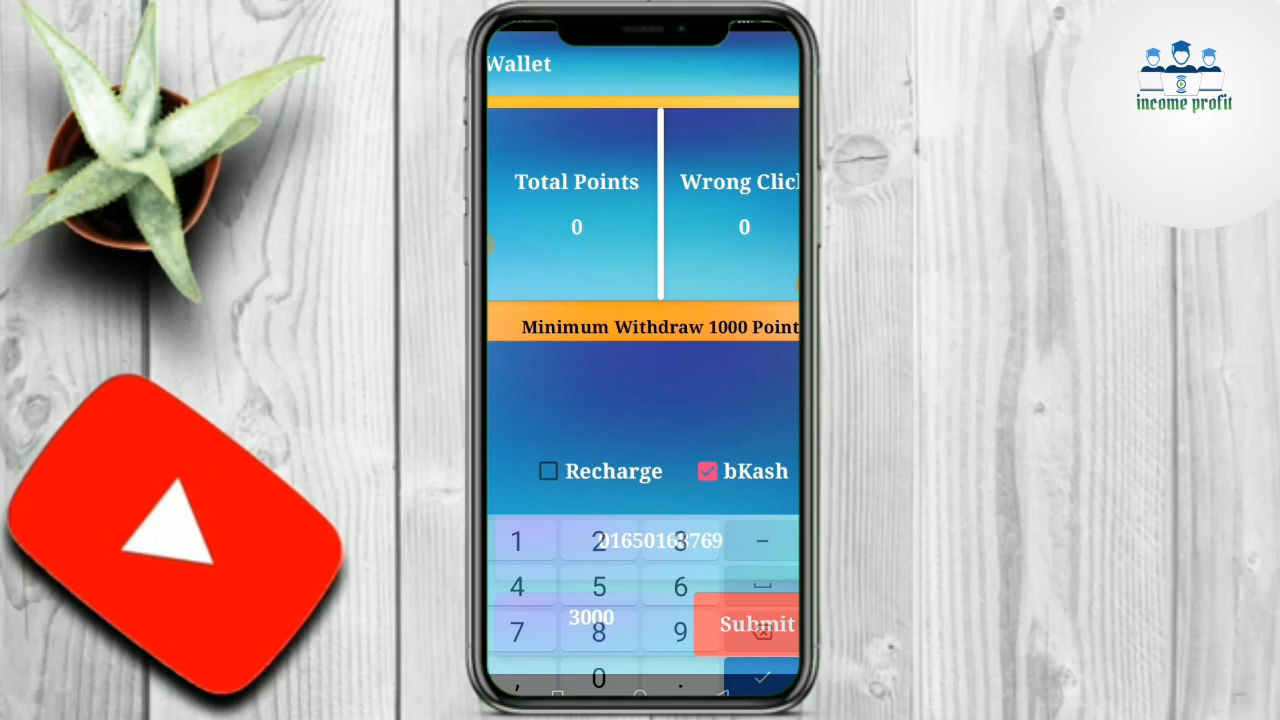 Wallet
Total Points
Wrong Clic
0
0
Minimum Withdraw 1000 Point
Recharge
bKash
1 2 3 –
01650168769
4 5 6
3000
Submit
7 8 9
, 0 .
income profit